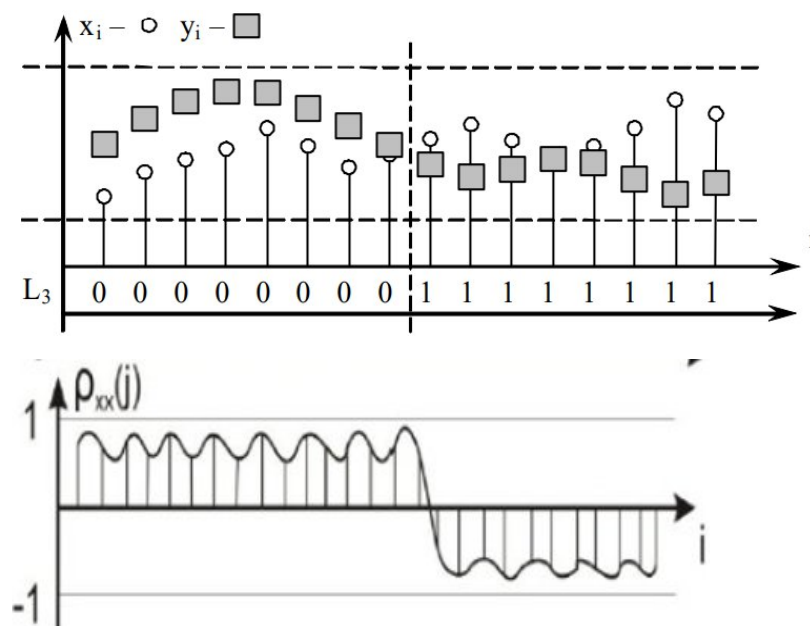 xᵢ – yᵢ –
L₃ 0 0 0 0 0 0 0 0 1 1 1 1 1 1 1 1
ρₓₓ(j)
1
i
-1